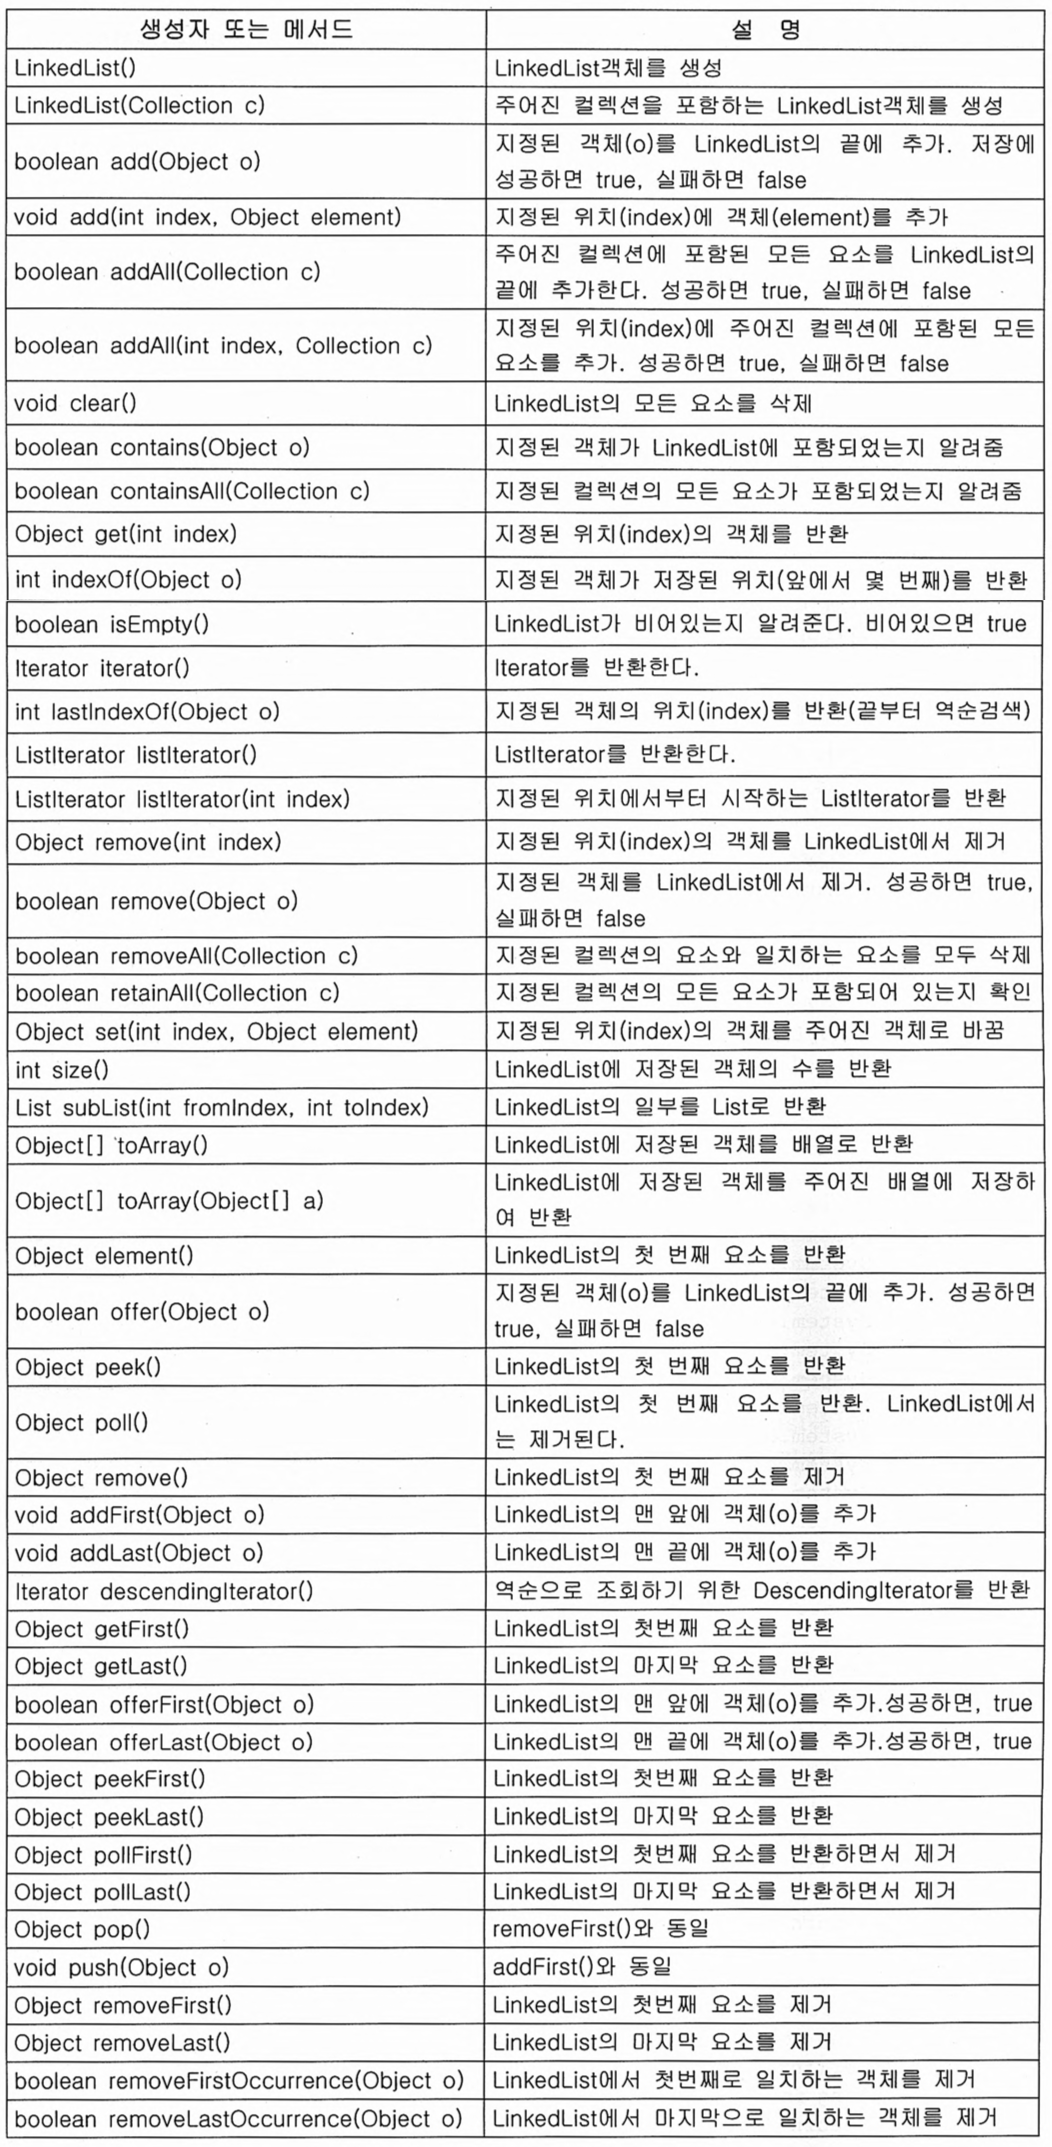 생성자 또는 메서드
설 명
LinkedList()
LinkedList객체를 생성
LinkedList(Collection c)
주어진 컬렉션을 포함하는 LinkedList객체를 생성
boolean add(Object o)
지정된 객체(o)를 LinkedList의 끝에 추가. 저장에
성공하면 true, 실패하면 false
void add(int index, Object element)
지정된 위치(index)에 객체(element)를 추가
boolean addAll(Collection c)
주어진 컬렉션에 포함된 모든 요소를 LinkedList의
끝에 추가한다. 성공하면 true, 실패하면 false
boolean addAll(int index, Collection c)
지정된 위치(index)에 주어진 컬렉션에 포함된 모든
요소를 추가. 성공하면 true, 실패하면 false
void clear()
LinkedList의 모든 요소를 삭제
boolean contains(Object o)
지정된 객체가 LinkedList에 포함되었는지 알려줌
boolean containsAll(Collection c)
지정된 컬렉션의 모든 요소가 포함되었는지 알려줌
Object get(int index)
지정된 위치(index)의 객체를 반환
int indexOf(Object o)
지정된 객체가 저장된 위치(앞에서 몇 번째)를 반환
boolean isEmpty()
LinkedList가 비어있는지 알려준다. 비어있으면 true
Iterator iterator()
Iterator를 반환한다.
int lastIndexOf(Object o)
지정된 객체의 위치(index)를 반환(끝부터 역순검색)
ListIterator listIterator()
ListIterator를 반환한다.
ListIterator listIterator(int index)
지정된 위치에서부터 시작하는 ListIterator를 반환
Object remove(int index)
지정된 위치(index)의 객체를 LinkedList에서 제거
boolean remove(Object o)
지정된 객체를 LinkedList에서 제거. 성공하면 true,
실패하면 false
boolean removeAll(Collection c)
지정된 컬렉션의 요소와 일치하는 요소를 모두 삭제
boolean retainAll(Collection c)
지정된 컬렉션의 모든 요소가 포함되어 있는지 확인
Object set(int index, Object element)
지정된 위치(index)의 객체를 주어진 객체로 바꿈
int size()
LinkedList에 저장된 객체의 수를 반환
List subList(int fromIndex, int toIndex)
LinkedList의 일부를 List로 반환
Object[] toArray()
LinkedList에 저장된 객체를 배열로 반환
Object[] toArray(Object[] a)
LinkedList에 저장된 객체를 주어진 배열에 저장하
여 반환
Object element()
LinkedList의 첫 번째 요소를 반환
boolean offer(Object o)
지정된 객체(o)를 LinkedList의 끝에 추가. 성공하면
true, 실패하면 false
Object peek()
LinkedList의 첫 번째 요소를 반환
Object poll()
LinkedList의 첫 번째 요소를 반환. LinkedList에서
는 제거된다.
Object remove()
LinkedList의 첫 번째 요소를 제거
void addFirst(Object o)
LinkedList의 맨 앞에 객체(o)를 추가
void addLast(Object o)
LinkedList의 맨 끝에 객체(o)를 추가
Iterator descendingIterator()
역순으로 조회하기 위한 DescendingIterator를 반환
Object getFirst()
LinkedList의 첫번째 요소를 반환
Object getLast()
LinkedList의 마지막 요소를 반환
boolean offerFirst(Object o)
LinkedList의 맨 앞에 객체(o)를 추가.성공하면, true
boolean offerLast(Object o)
LinkedList의 맨 끝에 객체(o)를 추가.성공하면, true
Object peekFirst()
LinkedList의 첫번째 요소를 반환
Object peekLast()
LinkedList의 마지막 요소를 반환
Object pollFirst()
LinkedList의 첫번째 요소를 반환하면서 제거
Object pollLast()
LinkedList의 마지막 요소를 반환하면서 제거
Object pop()
removeFirst()와 동일
void push(Object o)
addFirst()와 동일
Object removeFirst()
LinkedList의 첫번째 요소를 제거
Object removeLast()
LinkedList의 마지막 요소를 제거
boolean removeFirstOccurrence(Object o)
LinkedList에서 첫번째로 일치하는 객체를 제거
boolean removeLastOccurrence(Object o)
LinkedList에서 마지막으로 일치하는 객체를 제거